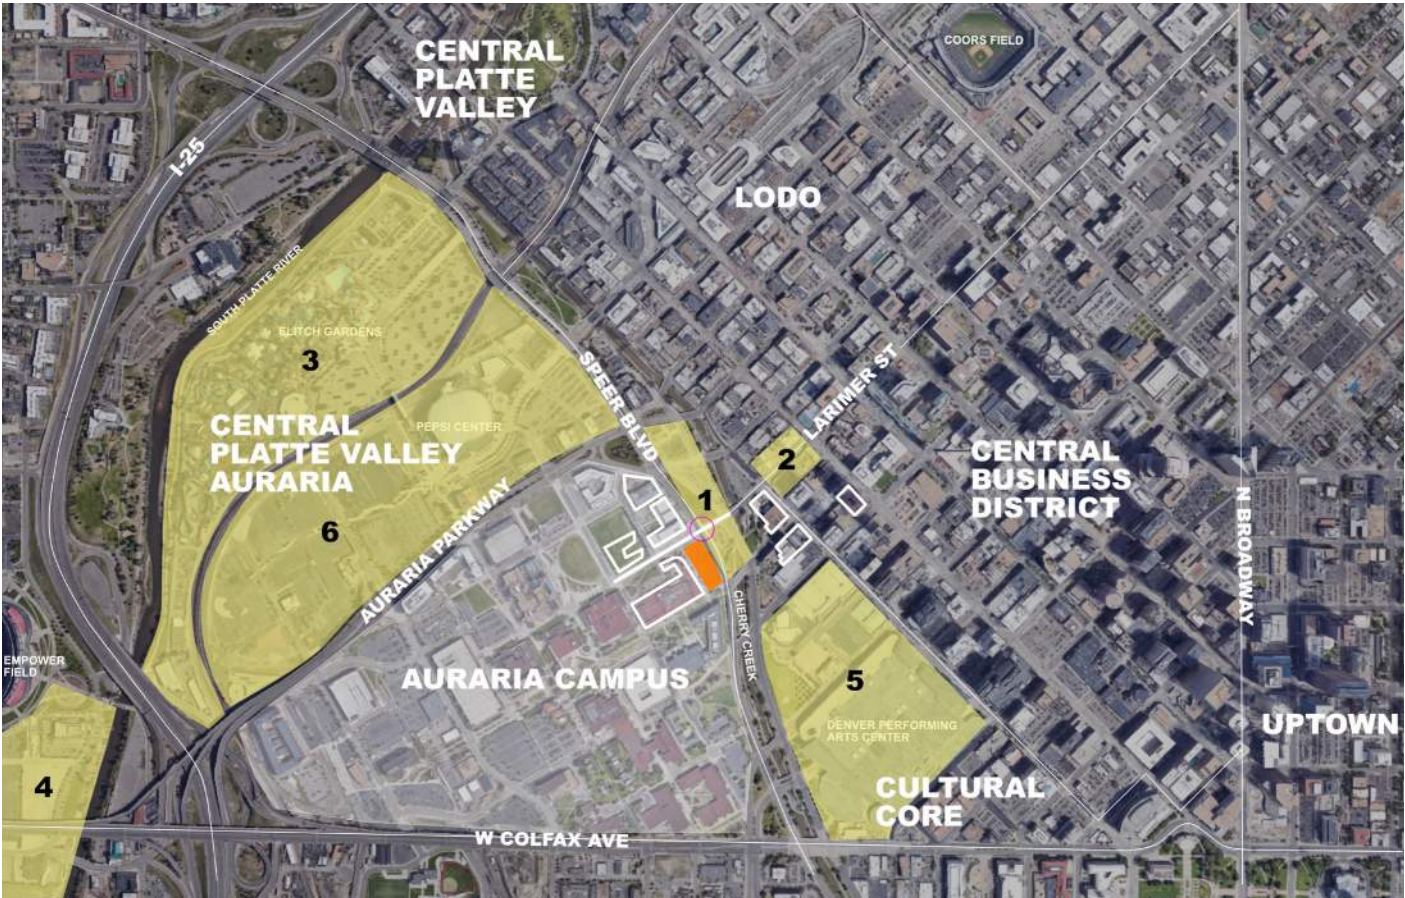 COORS FIELD
CENTRAL
PLATTE
VALLEY
I-25
LODO
SOUTH PLATTE RIVER
ELITCH GARDENS
3
SPEER BLVD
LARIMER ST
CENTRAL
PLATTE VALLEY
AURARIA
PEPSI CENTER
2
CENTRAL
BUSINESS
DISTRICT
1
6
AURARIA PARKWAY
N BROADWAY
CHERRY CREEK
EMPOWER
FIELD
AURARIA CAMPUS
5
DENVER PERFORMING
ARTS CENTER
UPTOWN
4
CULTURAL
CORE
W COLFAX AVE